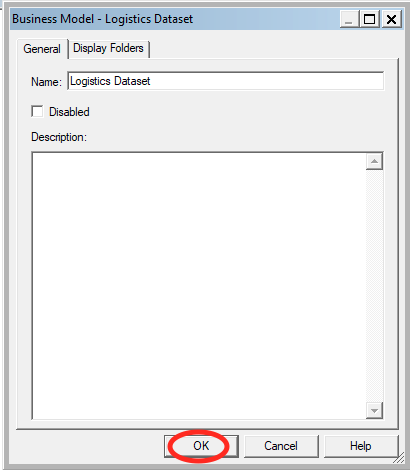 Business Model - Logistics Dataset
General Display Folders
Name: Logistics Dataset
Disabled
Description:
OK Cancel Help